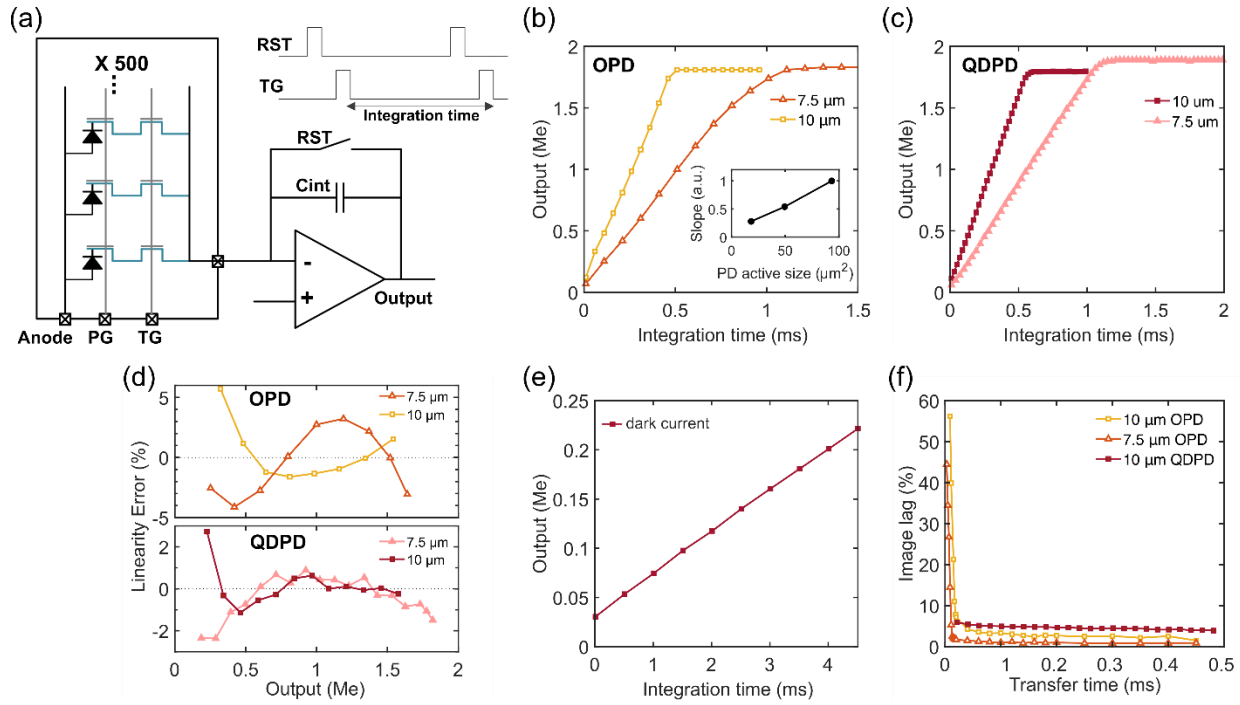 (a)
X 500
RST
TG
Integration time
RST
Cint
-
+
Output
Anode PG TG
(b)
OPD
7.5 μm
10 μm
Output (Me)
2
1.5
1
0.5
0
0 0.5 1 1.5
Integration time (ms)
Slope (a.u.)
1
0.5
0
0 50 100
PD active size (μm²)
(c)
QDPD
10 um
7.5 um
Output (Me)
2
1.5
1
0.5
0
0 0.5 1 1.5 2
Integration time (ms)
(d)
OPD
7.5 μm
10 μm
Linearity Error (%)
5
0
-5
QDPD
7.5 μm
10 μm
2
0
-2
0 0.5 1 1.5 2
Output (Me)
(e)
dark current
Output (Me)
0.25
0.2
0.15
0.1
0.05
0
0 1 2 3 4
Integration time (ms)
(f)
10 μm OPD
7.5 μm OPD
10 μm QDPD
Image lag (%)
60
50
40
30
20
10
0
0 0.1 0.2 0.3 0.4 0.5
Transfer time (ms)